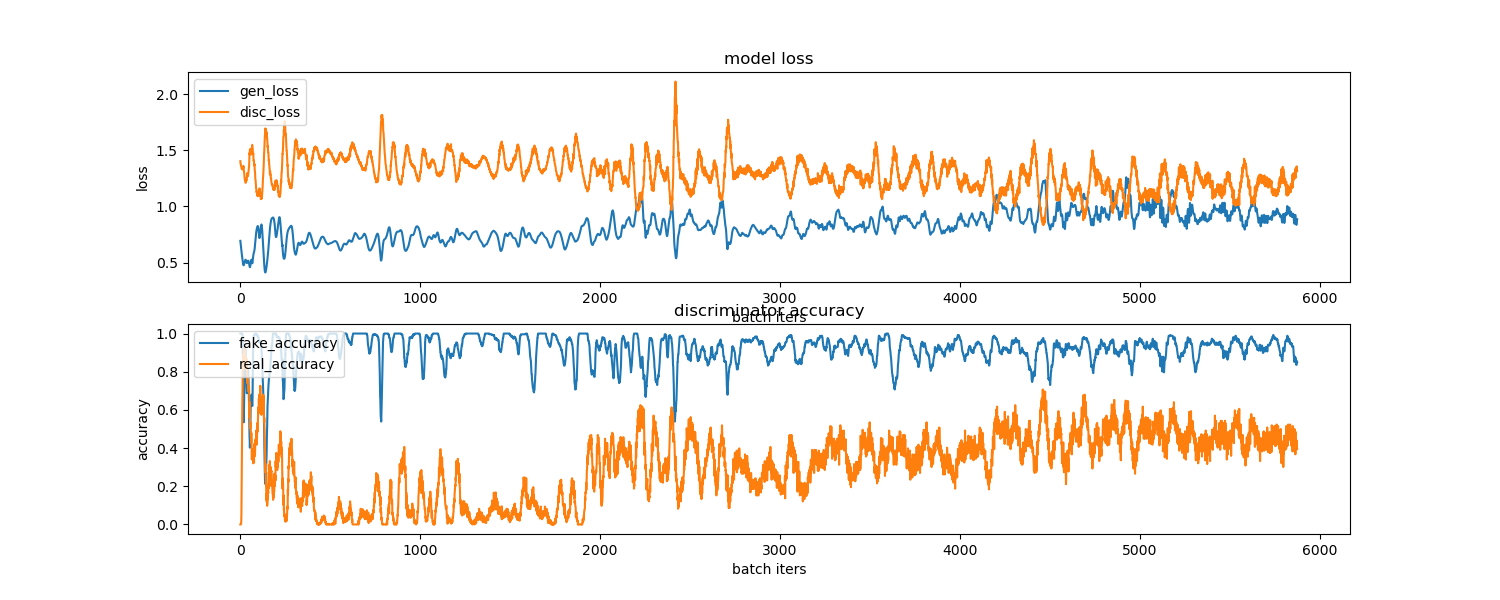 model loss
gen_loss
disc_loss
2.0
1.5
1.0
0.5
loss
0 1000 2000 3000 4000 5000 6000
batch iters
discriminator accuracy
fake_accuracy
real_accuracy
1.0
0.8
0.6
0.4
0.2
0.0
accuracy
0 1000 2000 3000 4000 5000 6000
batch iters